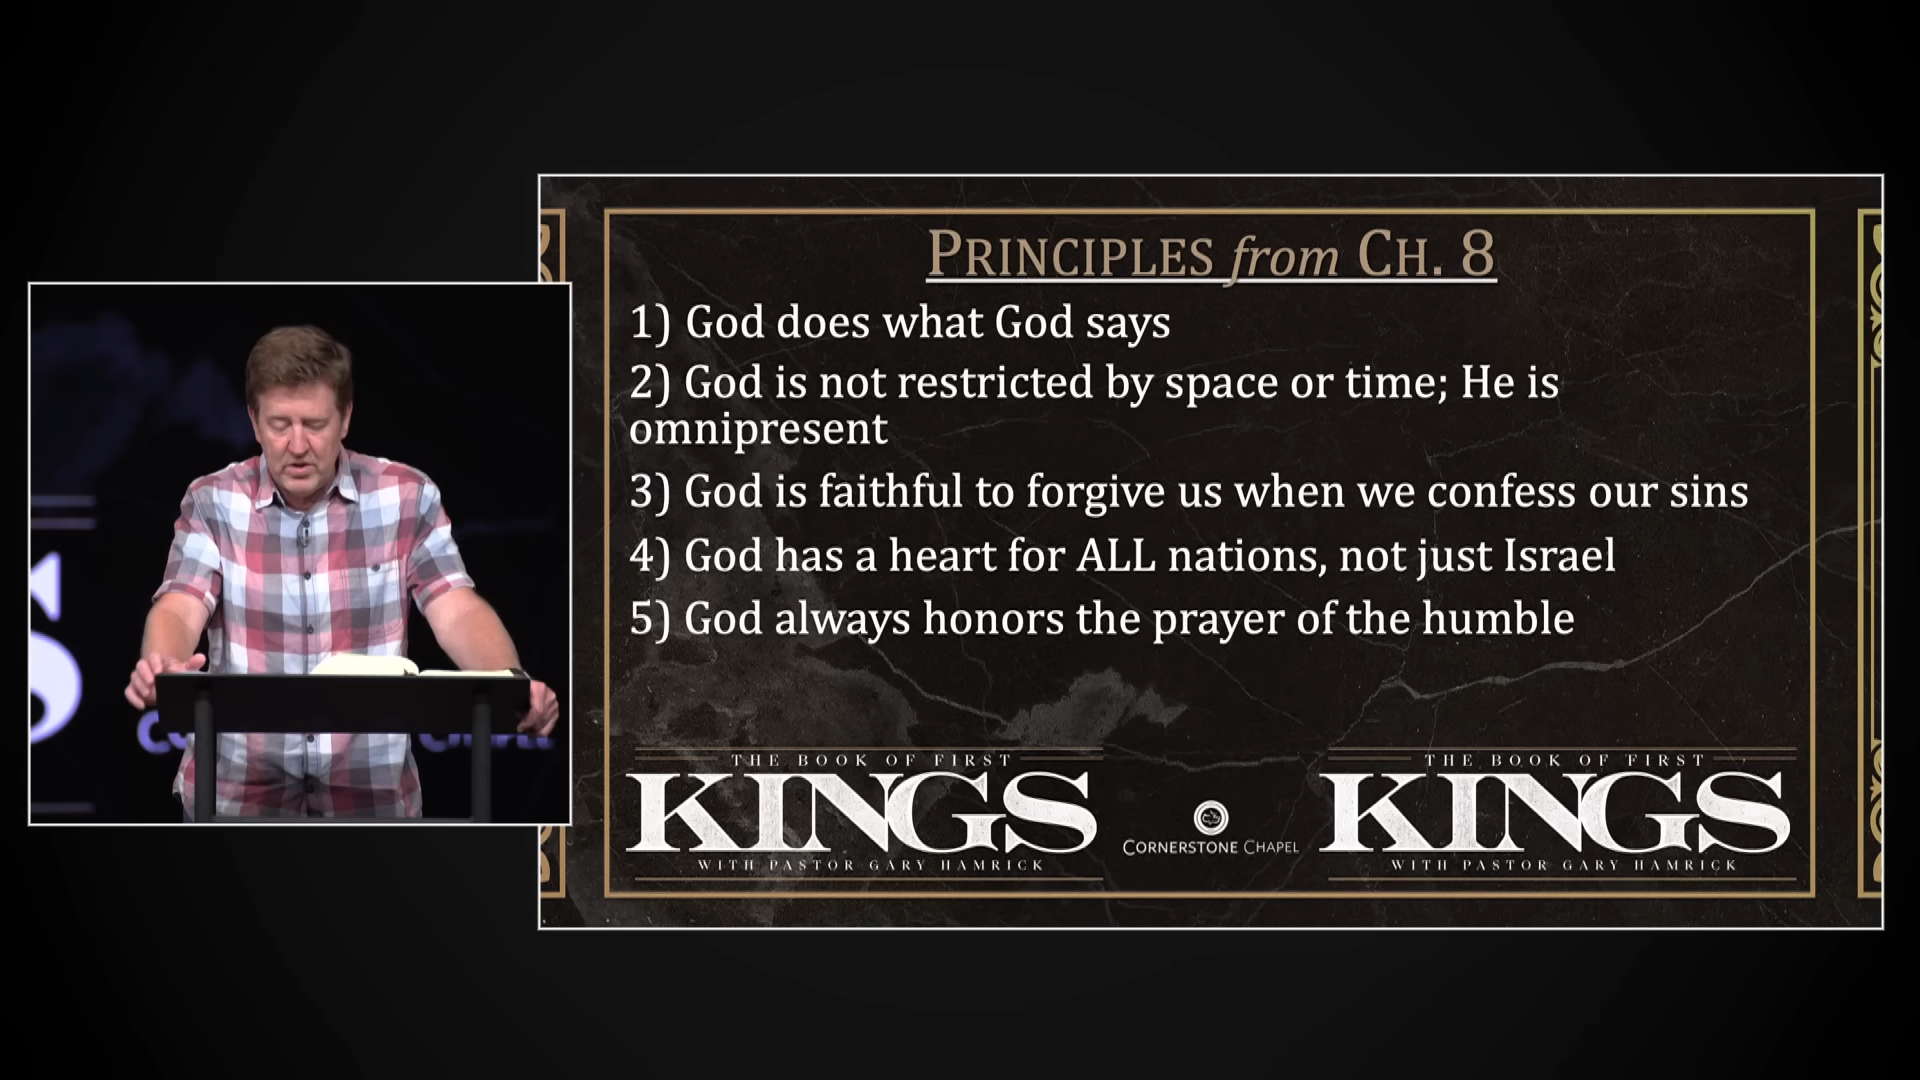 PRINCIPLES from CH. 8
1) God does what God says
2) God is not restricted by space or time; He is
omnipresent
3) God is faithful to forgive us when we confess our sins
4) God has a heart for ALL nations, not just Israel
5) God always honors the prayer of the humble
THE BOOK OF FIRST
KINGS
WITH PASTOR GARY HAMRICK
CORNERSTONE CHAPEL
THE BOOK OF FIRST
KINGS
WITH PASTOR GARY HAMRICK